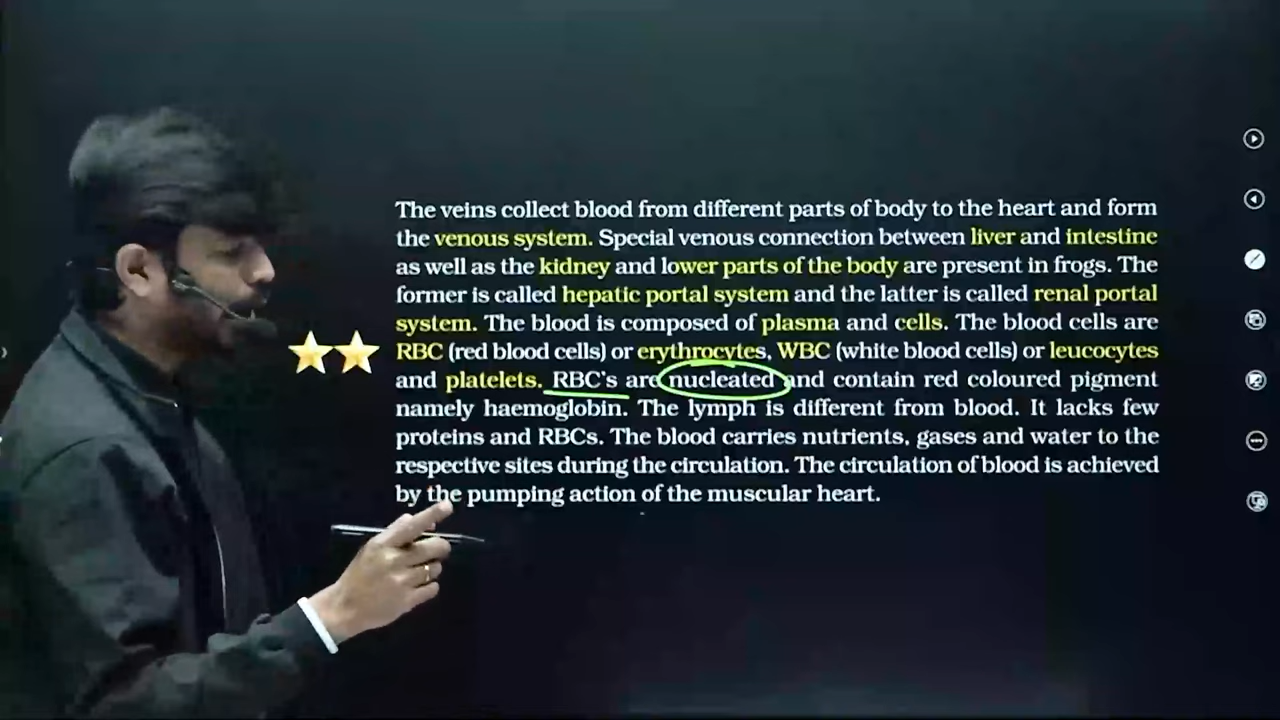 The veins collect blood from different parts of body to the heart and form
the venous system. Special venous connection between liver and intestine
as well as the kidney and lower parts of the body are present in frogs. The
former is called hepatic portal system and the latter is called renal portal
system. The blood is composed of plasma and cells. The blood cells are
RBC (red blood cells) or erythrocytes, WBC (white blood cells) or leucocytes
and platelets. RBC's are nucleated and contain red coloured pigment
namely haemoglobin. The lymph is different from blood. It lacks few
proteins and RBCs. The blood carries nutrients, gases and water to the
respective sites during the circulation. The circulation of blood is achieved
by the pumping action of the muscular heart.